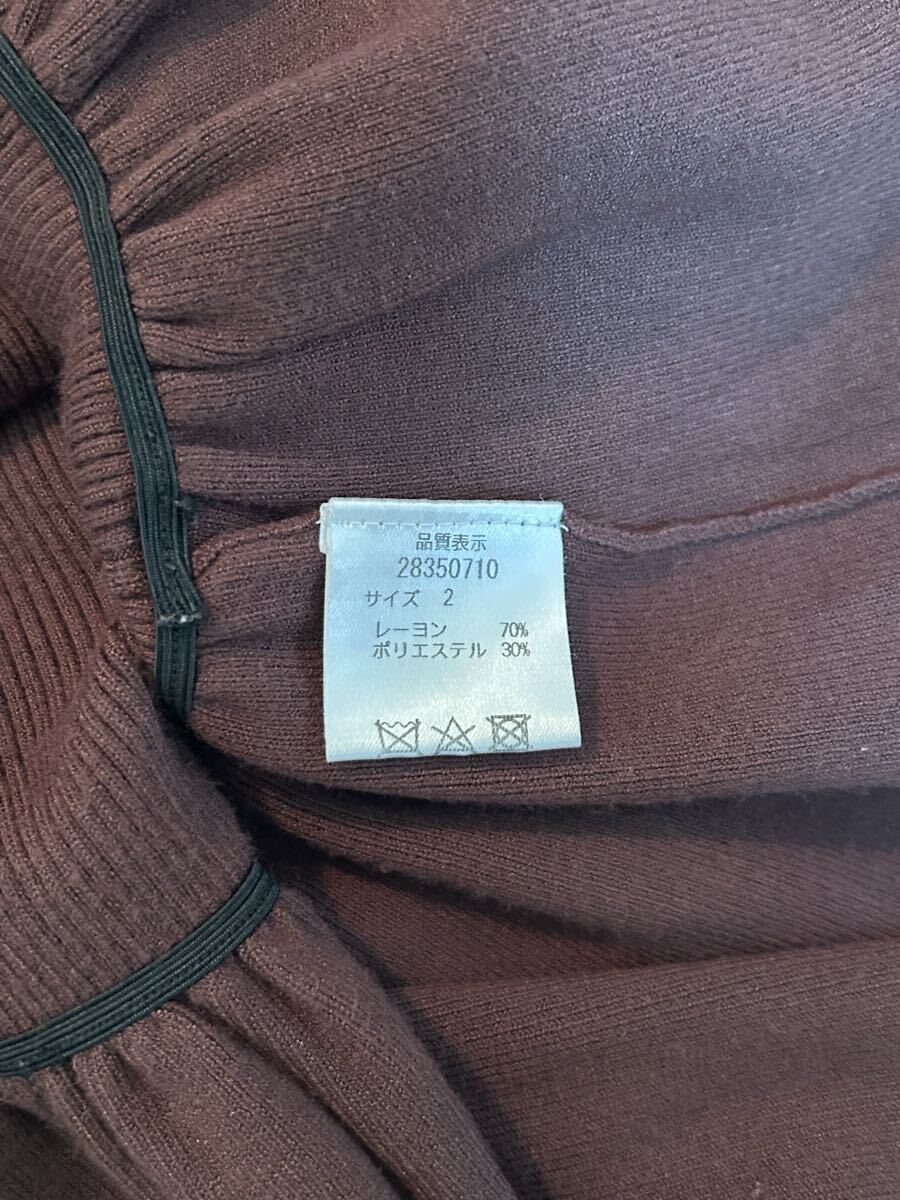 品質表示
28350710
サイズ 2
レーヨン 70%
ポリエステル 30%